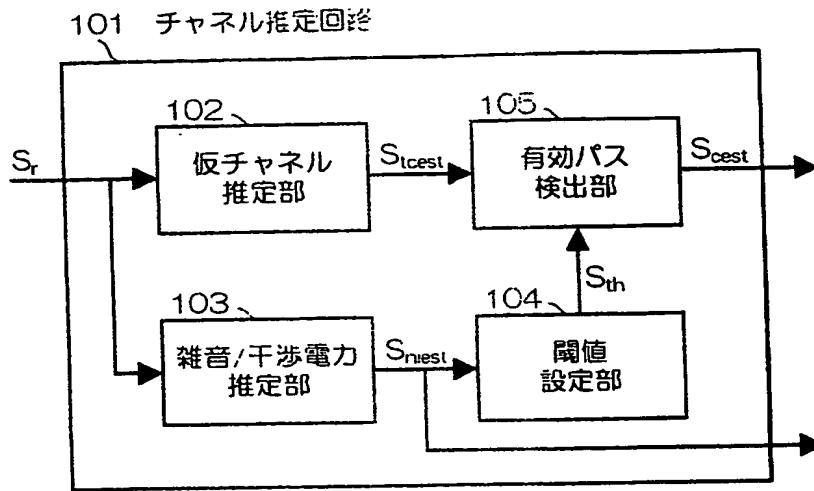 101 チャネル推定回路
102
105
Sr
仮チャネル
推定部
Stcest
有効パス
検出部
Scest
Sth
103
104
雑音/干渉電力
推定部
Sniest
閾値
設定部